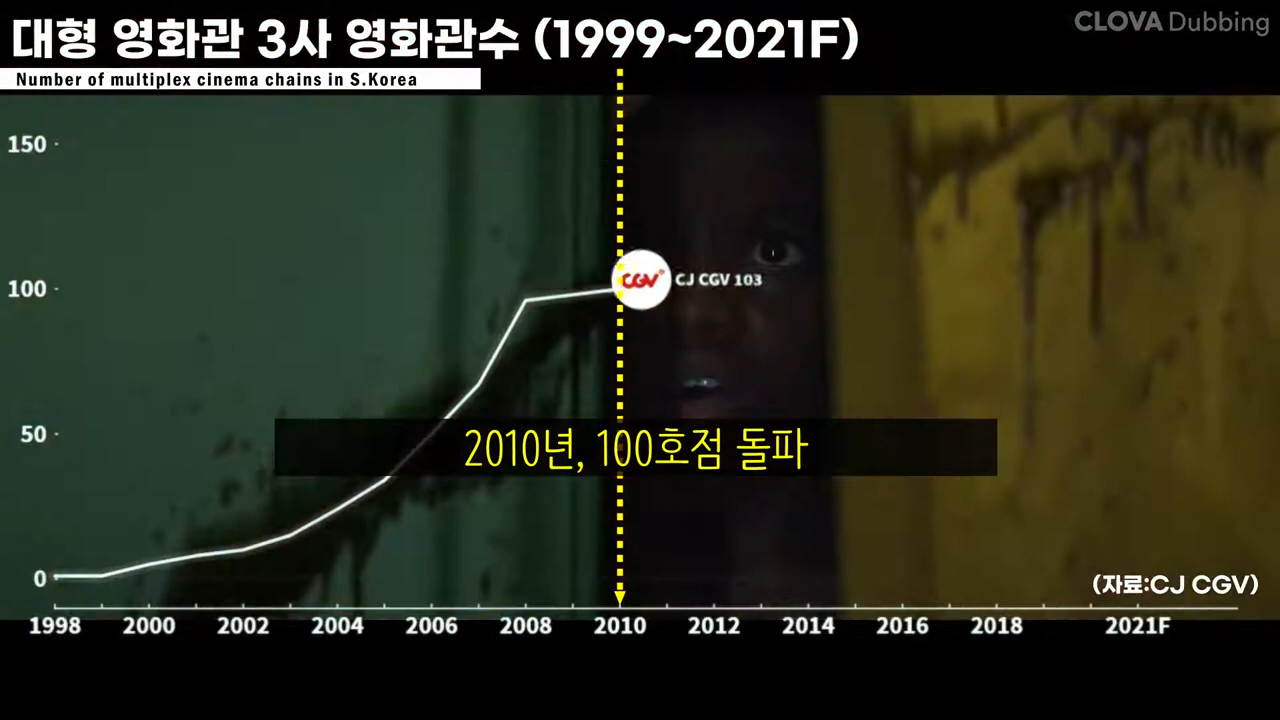 대형 영화관 3사 영화관수 (1999~2021F)
CLOVA Dubbing
Number of multiplex cinema chains in S.Korea
150
100
CGV
CJ CGV 103
50
2010년, 100호점 돌파
0
(자료:CJ CGV)
1998 2000 2002 2004 2006 2008 2010 2012 2014 2016 2018 2021F